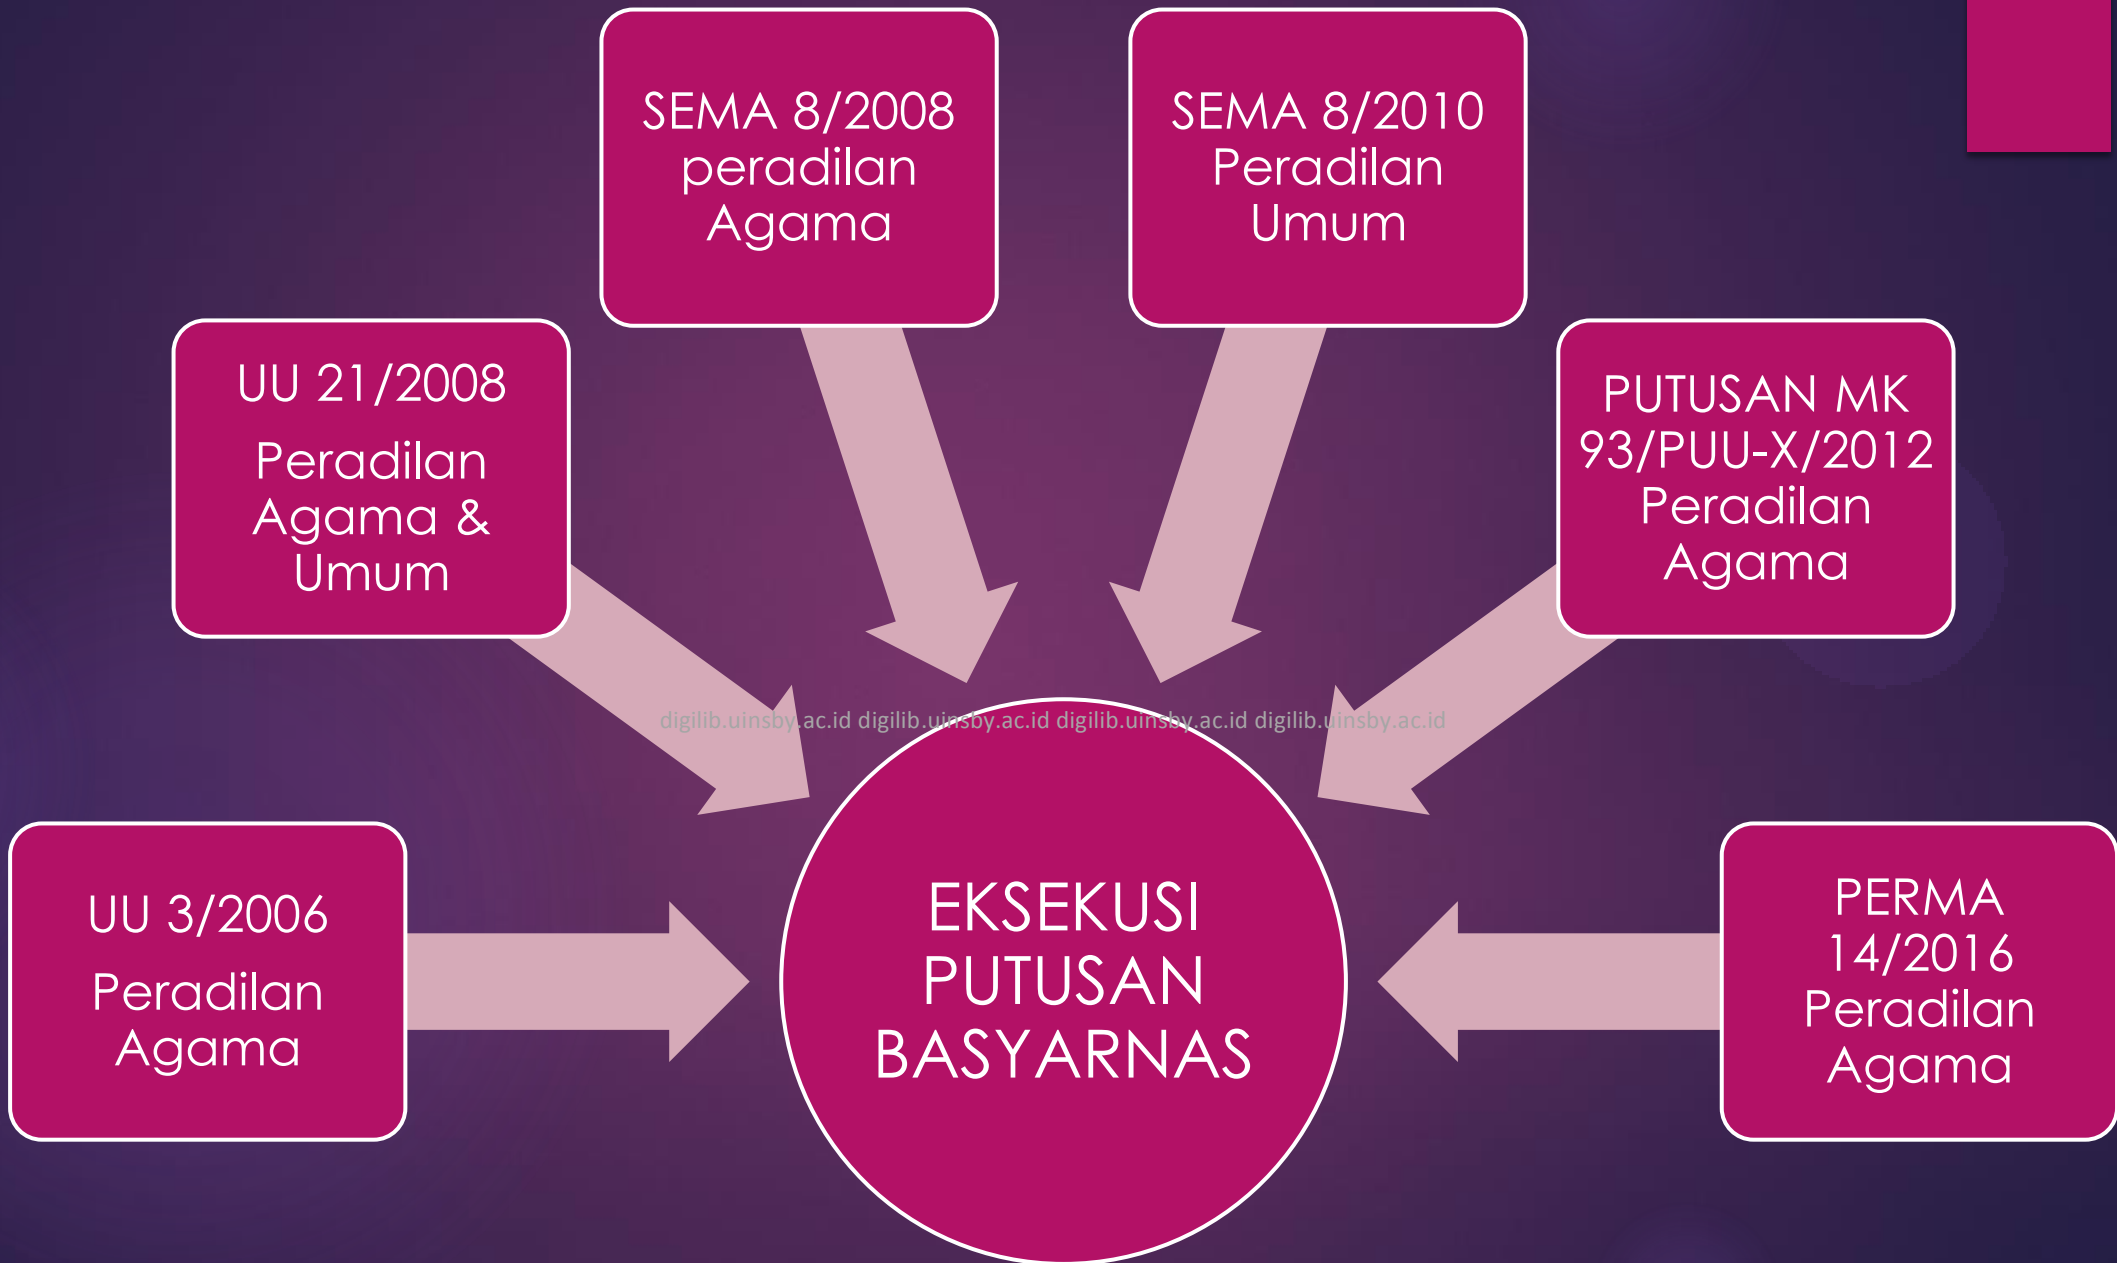 SEMA 8/2008
peradilan
Agama
SEMA 8/2010
Peradilan
Umum
UU 21/2008
Peradilan
Agama &
Umum
PUTUSAN MK
93/PUU-X/2012
Peradilan
Agama
digilib.uinsby.ac.id digilib.uinsby.ac.id digilib.uinsby.ac.id digilib.uinsby.ac.id
UU 3/2006
Peradilan
Agama
EKSEKUSI
PUTUSAN
BASYARNAS
PERMA
14/2016
Peradilan
Agama